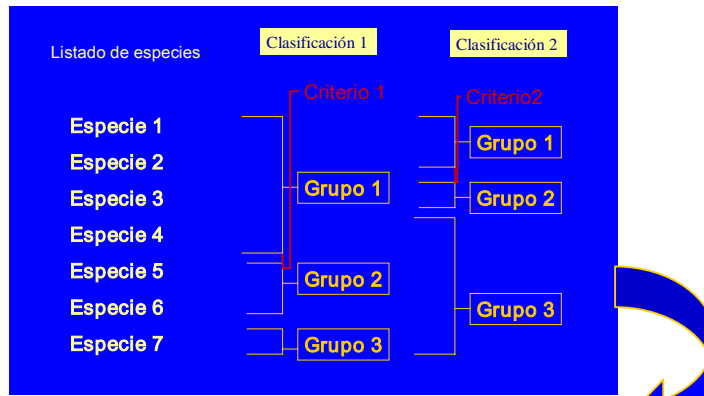 Listado de especies
Clasificación 1
Clasificación 2
Criterio 1
Criterio2
Especie 1
Especie 2
Especie 3
Especie 4
Especie 5
Especie 6
Especie 7
Grupo 1
Grupo 2
Grupo 3
Grupo 1
Grupo 2
Grupo 3